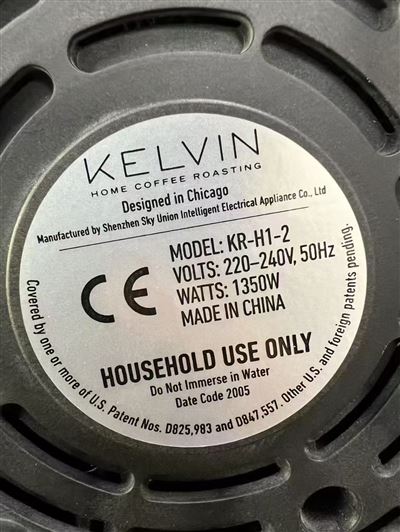 KELVIN
HOME COFFEE ROASTING
Designed in Chicago
Manufactured by Shenzhen Sky Union Intelligent Electrical Appliance Co., Ltd
CE
MODEL: KR-H1-2
VOLTS: 220-240V, 50Hz
WATTS: 1350W
MADE IN CHINA
HOUSEHOLD USE ONLY
Do Not Immerse in Water
Date Code 2005
Covered by one or more of U.S. Patent Nos. D825,983 and D847,557. Other U.S. and foreign patents pending.